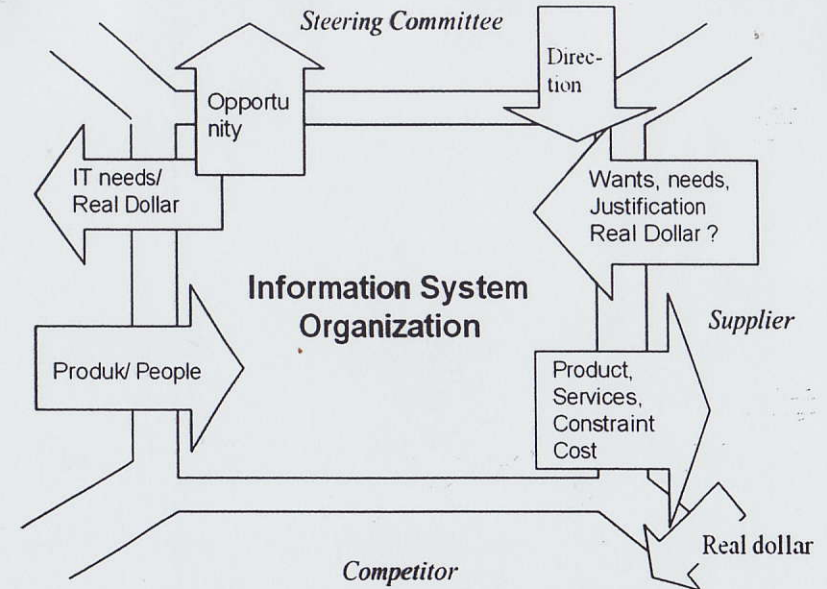 Steering Committee
Direc-
tion
Opportu
nity
IT needs/
Real Dollar
Wants, needs,
Justification
Real Dollar ?
Information System
Organization
Supplier
Produk/ People
Product,
Services,
Constraint
Cost
Real dollar
Competitor